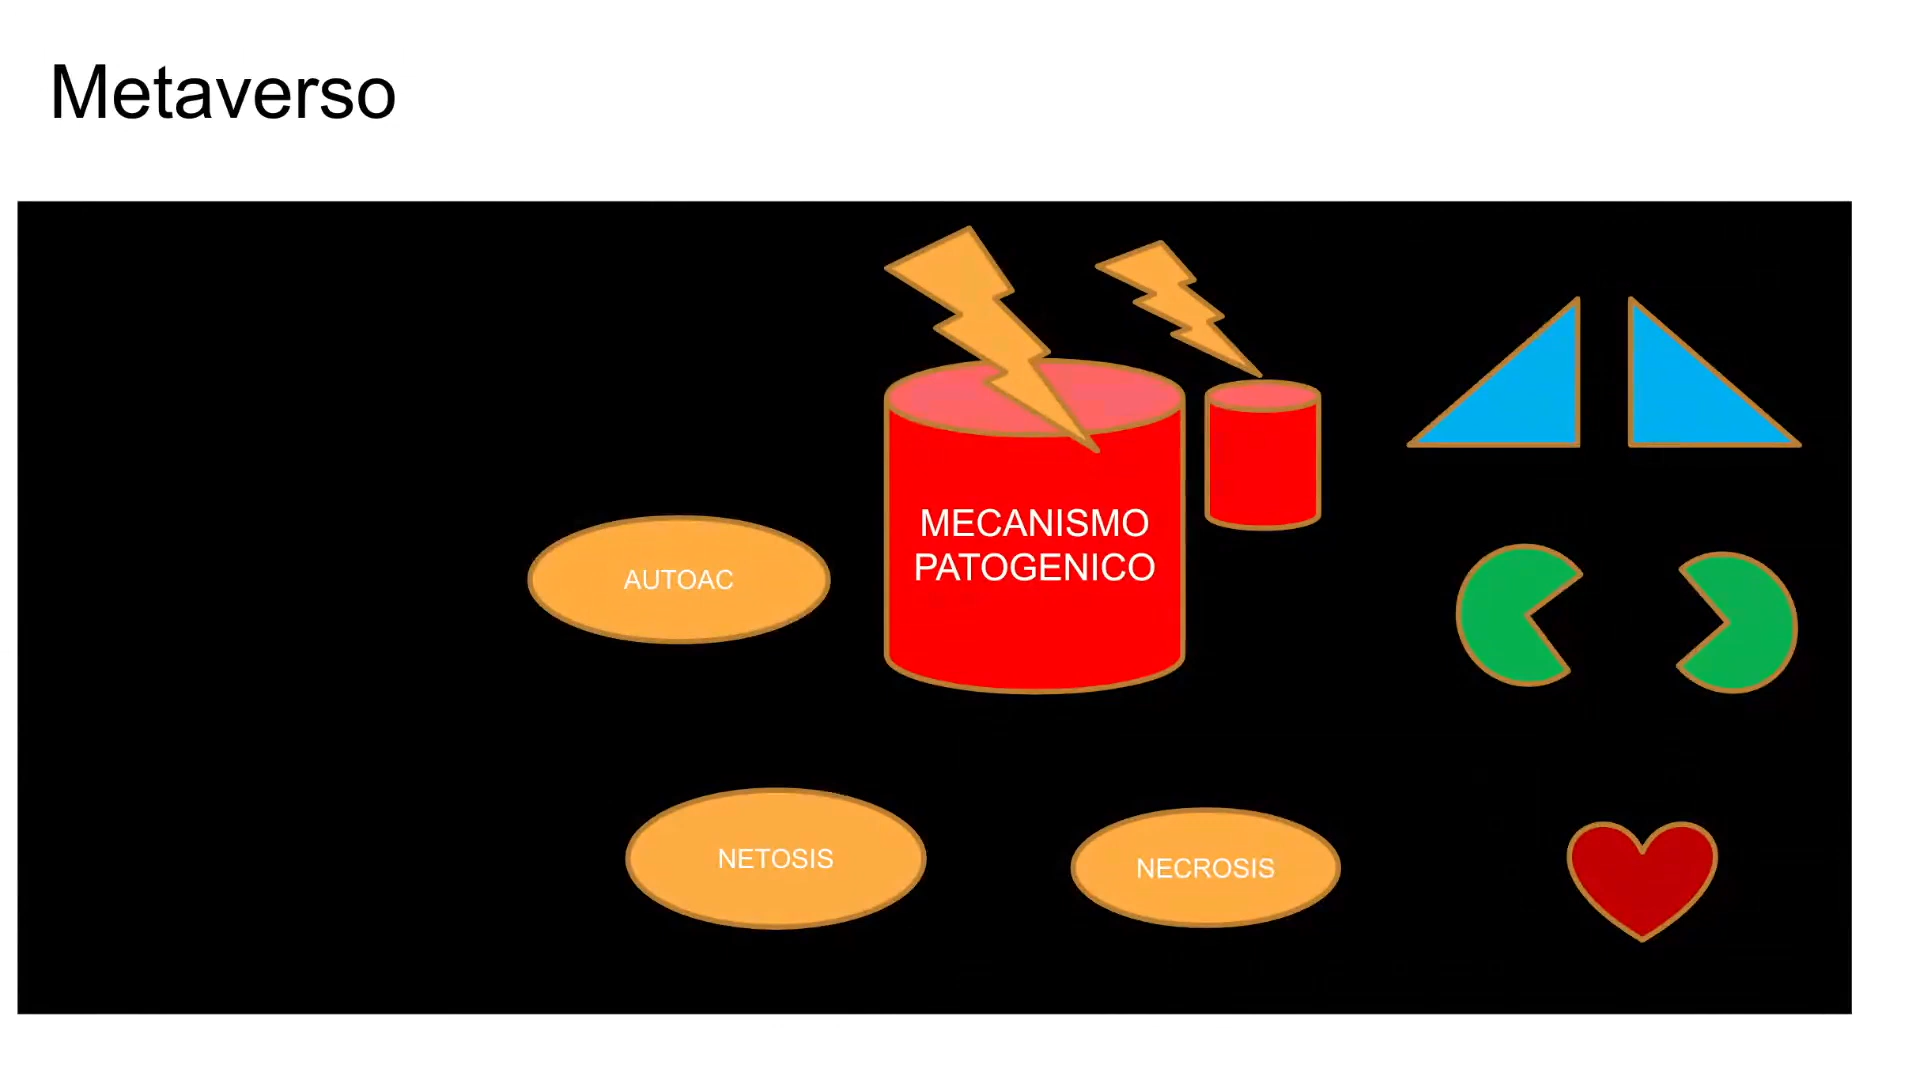 Metaverso
MECANISMO
PATOGENICO
AUTOAC
NETOSIS
NECROSIS